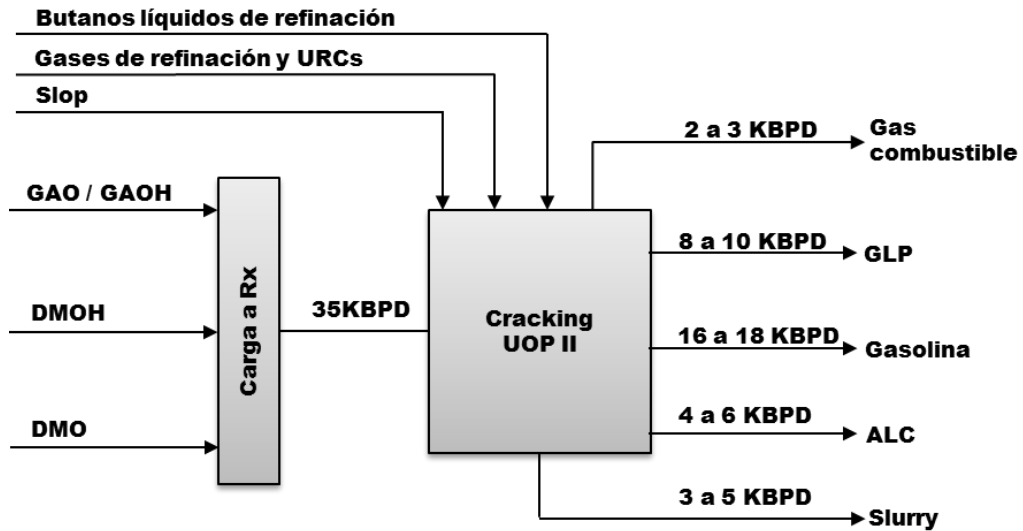 Butanos líquidos de refinación
Gases de refinación y URCs
Slop
GAO / GAOH
DMOH
DMO
Carga a Rx
35KBPD
Cracking
UOP II
2 a 3 KBPD
Gas
combustible
8 a 10 KBPD
GLP
16 a 18 KBPD
Gasolina
4 a 6 KBPD
ALC
3 a 5 KBPD
Slurry